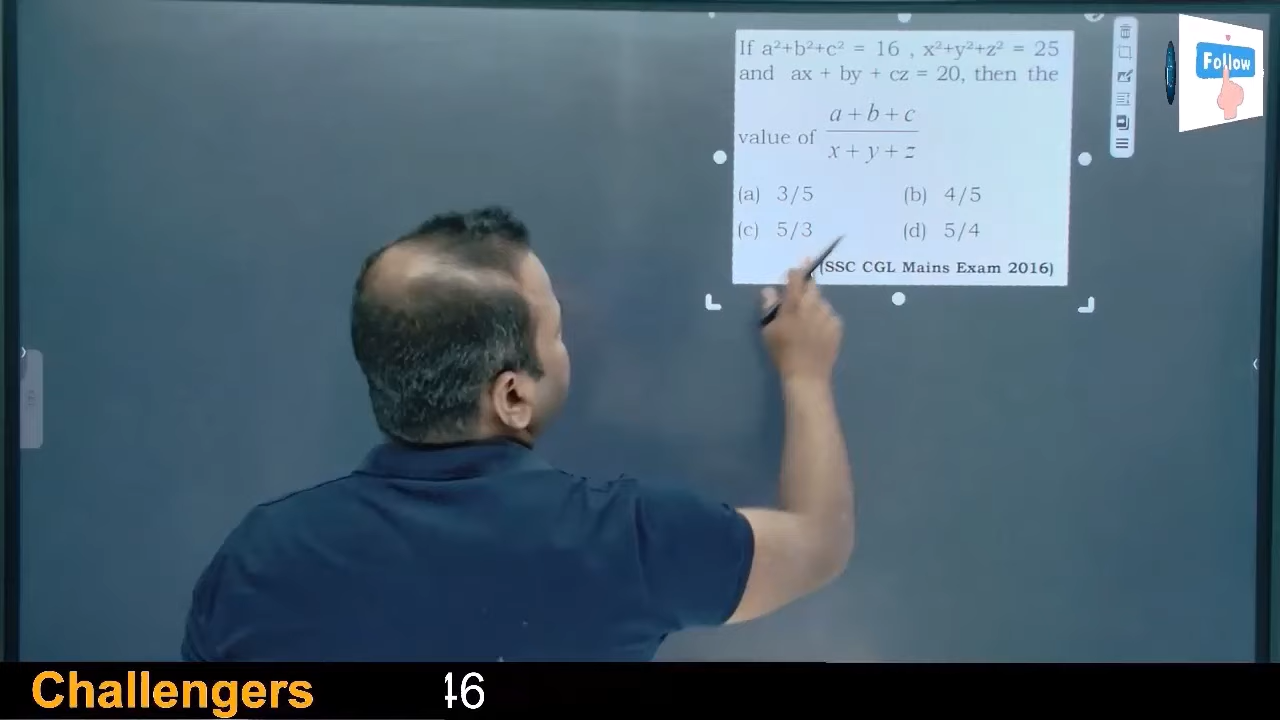 If a²+b²+c² = 16 , x²+y²+z² = 25
and ax + by + cz = 20, then the
value of a + b + c / x + y + z
(a) 3/5 (b) 4/5
(c) 5/3 (d) 5/4
(SSC CGL Mains Exam 2016)
Follow
Challengers 46